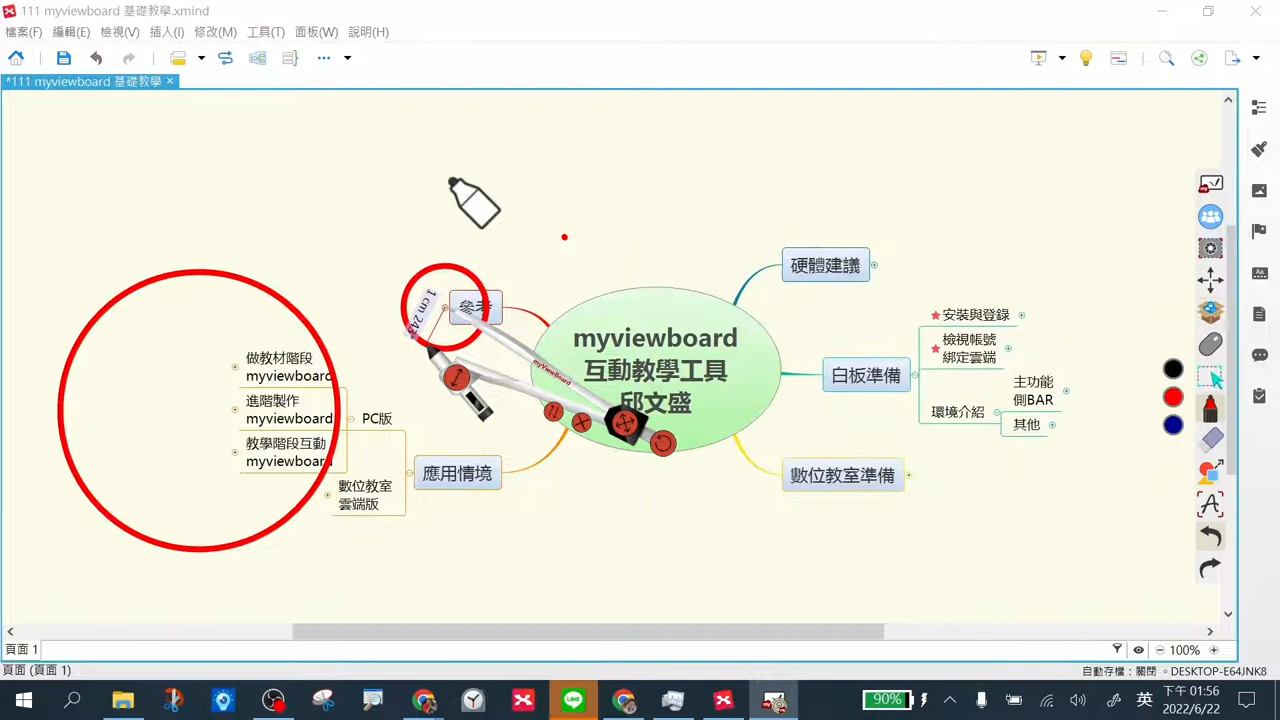 111 myviewboard 基礎教學.xmind
檔案(F) 編輯(E) 檢視(V) 插入(I) 修改(M) 工具(T) 面板(W) 說明(H)
*111 myviewboard 基礎教學
參考
1 cm
myViewBoard
myviewboard
互動教學工具
邱文盛
硬體建議
白板準備
安裝與登錄
檢視帳號
綁定雲端
環境介紹
主功能
側BAR
其他
數位教室準備
應用情境
PC版
做教材階段
myviewboard
進階製作
myviewboard
教學階段互動
myviewboard
數位教室
雲端版
頁面 1
100%
頁面 (頁面 1)
自動存檔：關閉
DESKTOP-E64JNK8
90%
英
下午 01:56
2022/6/22